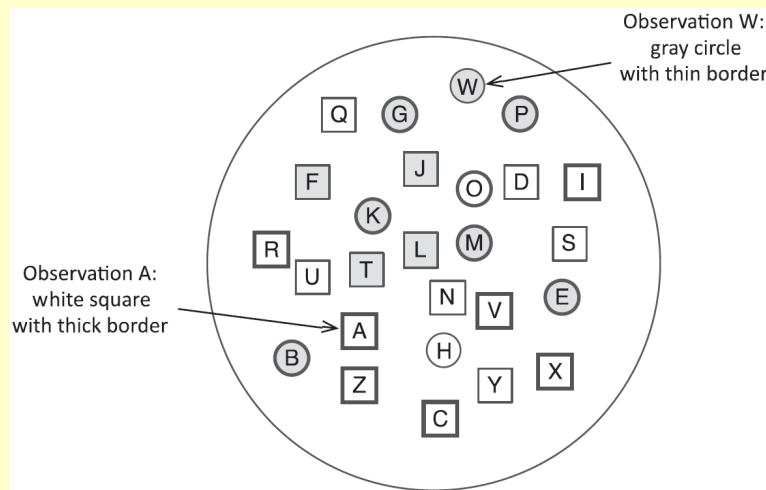 Observation W:
gray circle
with thin border
W
Q G P
J
F O D I
K
R L M S
U T
N E
V
Observation A:
white square
with thick border
A
H
B
X
Z Y
C